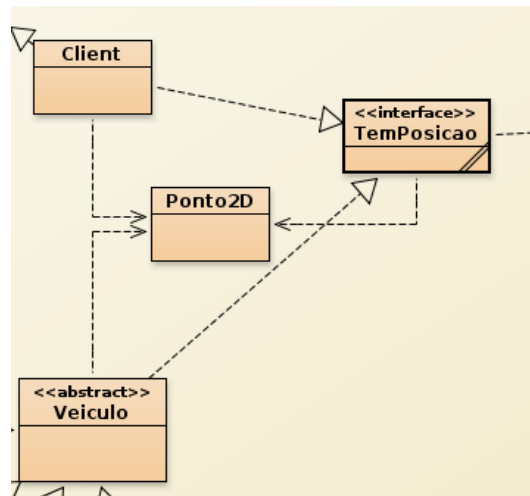 Client
<<interface>>
TemPosicao
Ponto2D
<<abstract>>
Veiculo